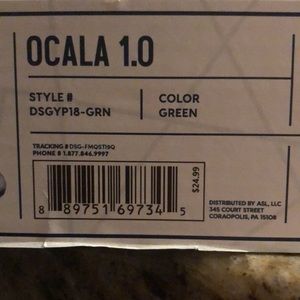 OCALA 1.0
STYLE #
DSGYP18-GRN
COLOR
GREEN
TRACKING # DSG-FMQST19Q
PHONE # 1.877.846.9997
$24.99
8 89751 69734 5
DISTRIBUTED BY ASL, LLC
345 COURT STREET
CORAOPOLIS, PA 15108